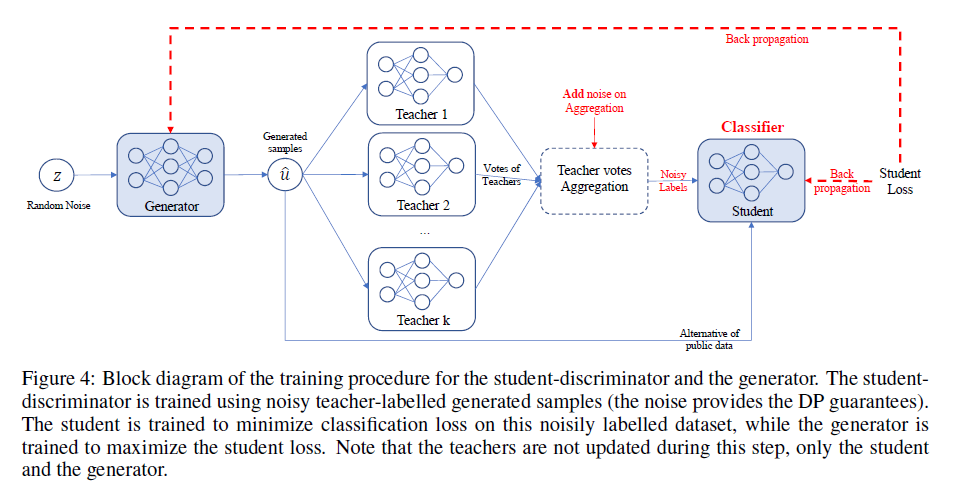 Back propagation
Teacher 1
Add noise on
Aggregation
Generated
samples
Classifier
z
û
Votes of
Teachers
Teacher votes
Aggregation
Noisy
Labels
Back
propagation
Student
Loss
Random Noise
Generator
Teacher 2
Student
...
Teacher k
Alternative of
public data
Figure 4: Block diagram of the training procedure for the student-discriminator and the generator. The student-
discriminator is trained using noisy teacher-labelled generated samples (the noise provides the DP guarantees).
The student is trained to minimize classification loss on this noisily labelled dataset, while the generator is
trained to maximize the student loss. Note that the teachers are not updated during this step, only the student
and the generator.